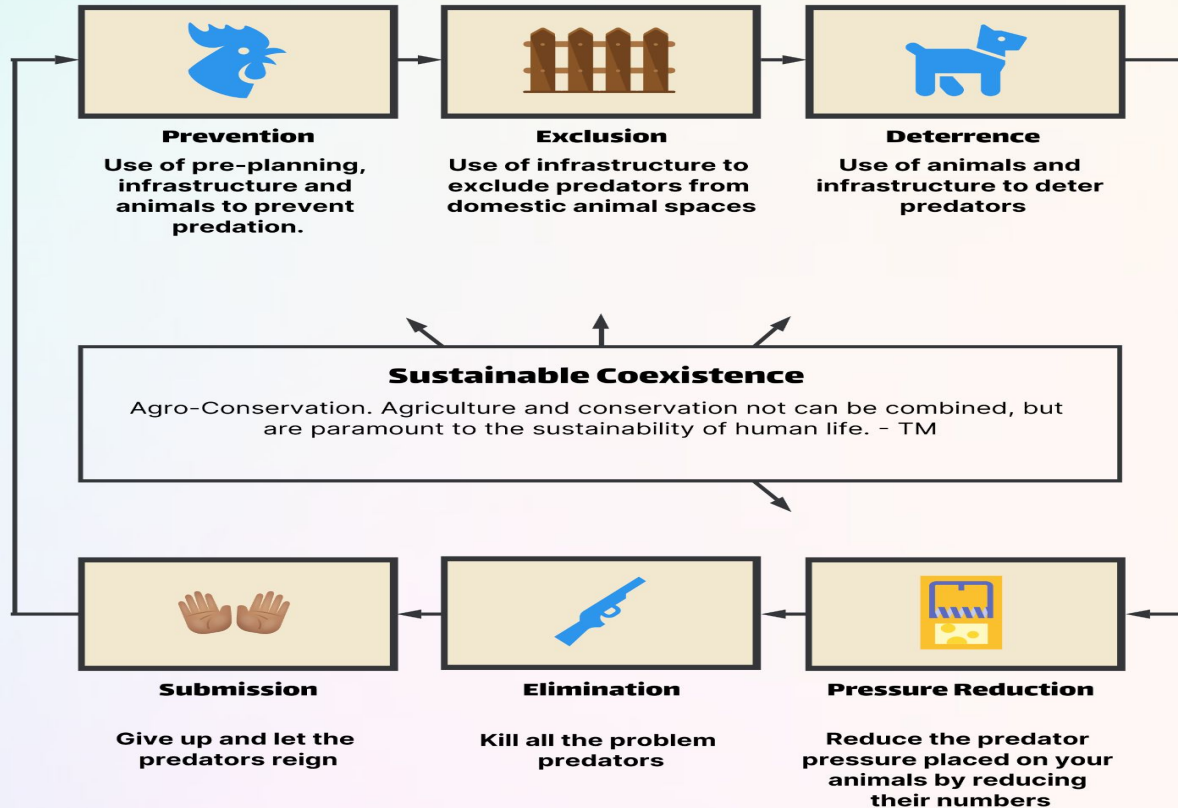 Prevention
Use of pre-planning,
infrastructure and
animals to prevent
predation.
Exclusion
Use of infrastructure to
exclude predators from
domestic animal spaces
Deterrence
Use of animals and
infrastructure to deter
predators
Sustainable Coexistence
Agro-Conservation. Agriculture and conservation not can be combined, but
are paramount to the sustainability of human life. - TM
Submission
Give up and let the
predators reign
Elimination
Kill all the problem
predators
Pressure Reduction
Reduce the predator
pressure placed on your
animals by reducing
their numbers